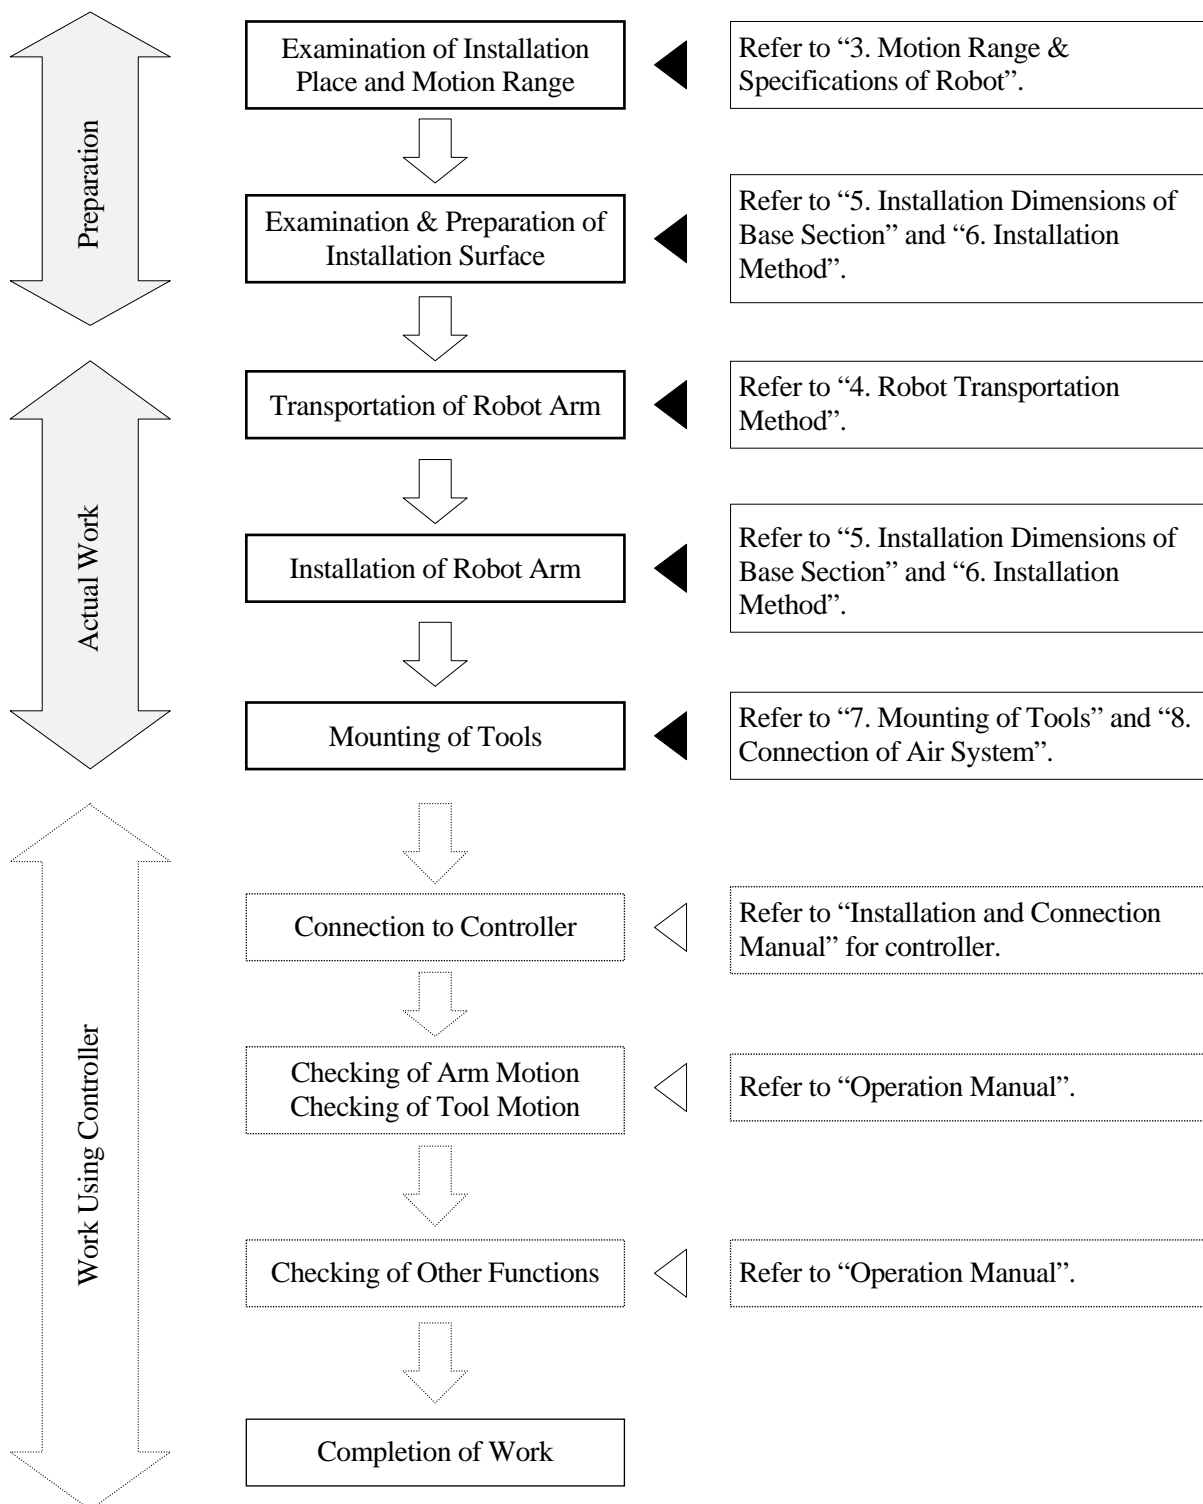 Preparation
Examination of Installation
Place and Motion Range
Refer to “3. Motion Range &
Specifications of Robot”.
Examination & Preparation of
Installation Surface
Refer to “5. Installation Dimensions of
Base Section” and “6. Installation
Method”.
Actual Work
Transportation of Robot Arm
Refer to “4. Robot Transportation
Method”.
Installation of Robot Arm
Refer to “5. Installation Dimensions of
Base Section” and “6. Installation
Method”.
Mounting of Tools
Refer to “7. Mounting of Tools” and “8.
Connection of Air System”.
Work Using Controller
Connection to Controller
Refer to “Installation and Connection
Manual” for controller.
Checking of Arm Motion
Checking of Tool Motion
Refer to “Operation Manual”.
Checking of Other Functions
Refer to “Operation Manual”.
Completion of Work